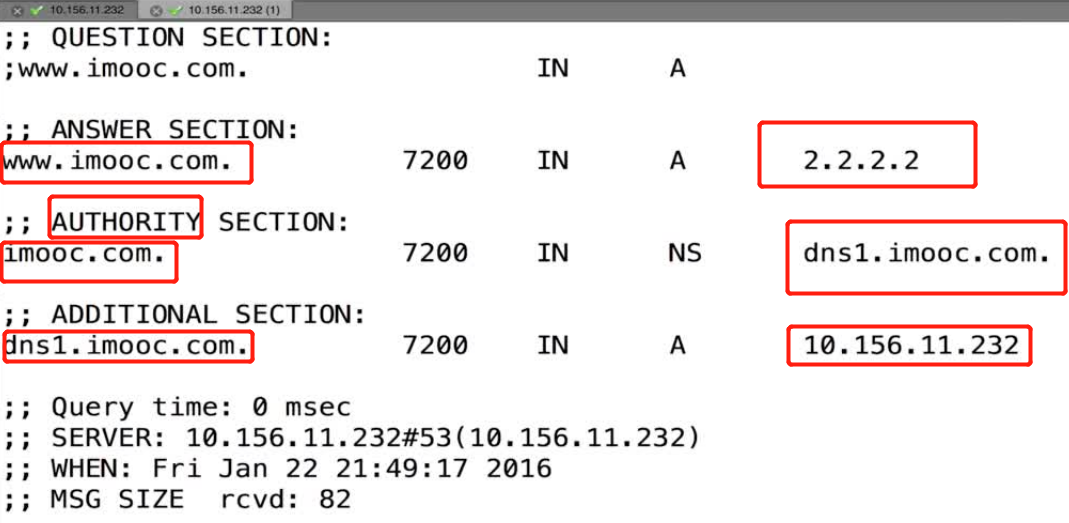 10.156.11.232 10.156.11.232 (1)
;; QUESTION SECTION:
;www.imooc.com. IN A
;; ANSWER SECTION:
www.imooc.com. 7200 IN A 2.2.2.2
;; AUTHORITY SECTION:
imooc.com. 7200 IN NS dns1.imooc.com.
;; ADDITIONAL SECTION:
dns1.imooc.com. 7200 IN A 10.156.11.232
;; Query time: 0 msec
;; SERVER: 10.156.11.232#53(10.156.11.232)
;; WHEN: Fri Jan 22 21:49:17 2016
;; MSG SIZE rcvd: 82